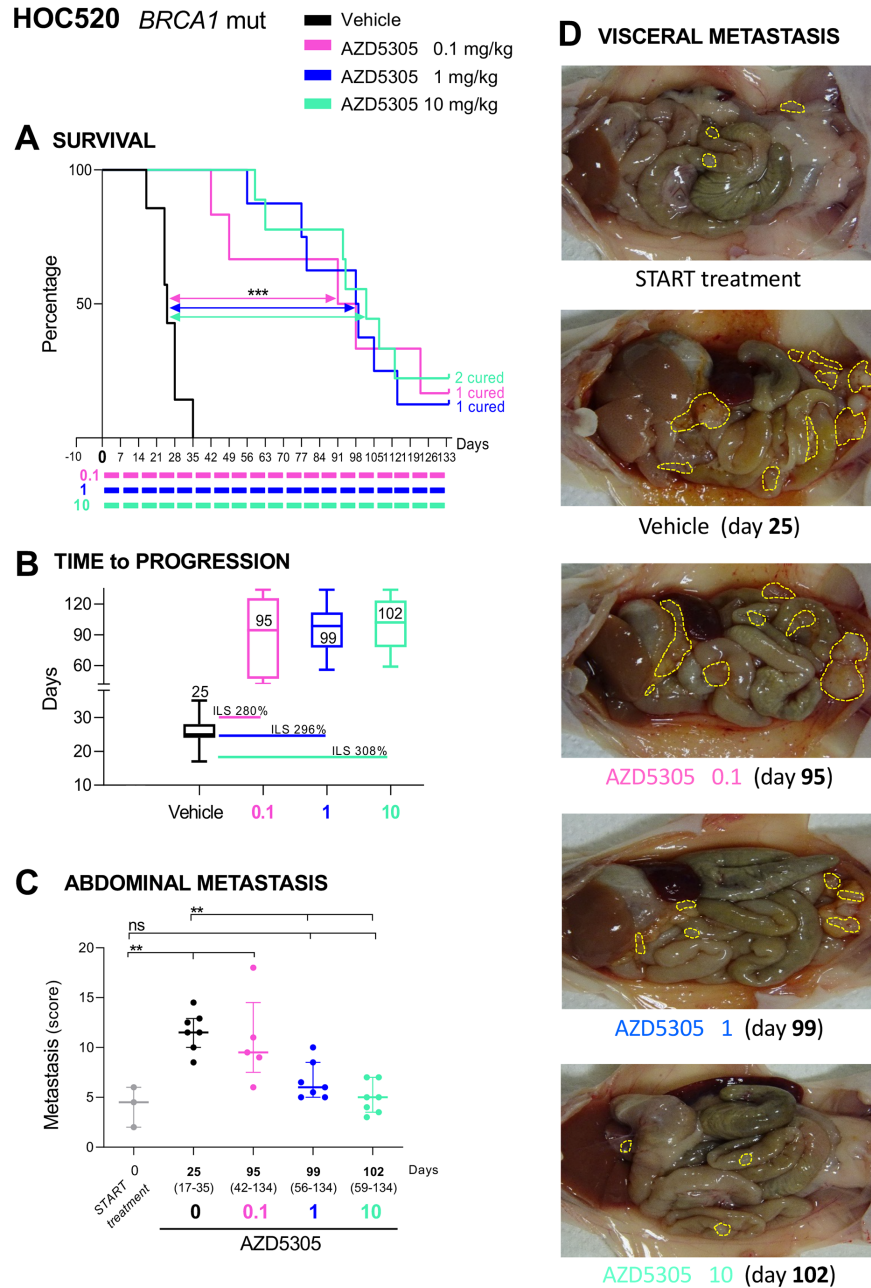 HOC520 BRCA1 mut
Vehicle
AZD5305 0.1 mg/kg
AZD5305 1 mg/kg
AZD5305 10 mg/kg
A SURVIVAL
100
50
Percentage
***
2 cured
1 cured
1 cured
-10 0 7 14 21 28 35 42 49 56 63 70 77 84 91 98 105 112 119 126 133 Days
0.1
1
10
B TIME to PROGRESSION
120
90
60
30
20
10
Days
25
95
99
102
ILS 280%
ILS 296%
ILS 308%
Vehicle 0.1 1 10
C ABDOMINAL METASTASIS
**
ns
**
20
15
10
5
0
Metastasis (score)
0 25 95 99 102 Days
(17-35) (42-134) (56-134) (59-134)
START treatment
0 0.1 1 10
AZD5305
D VISCERAL METASTASIS
START treatment
Vehicle (day 25)
AZD5305 0.1 (day 95)
AZD5305 1 (day 99)
AZD5305 10 (day 102)